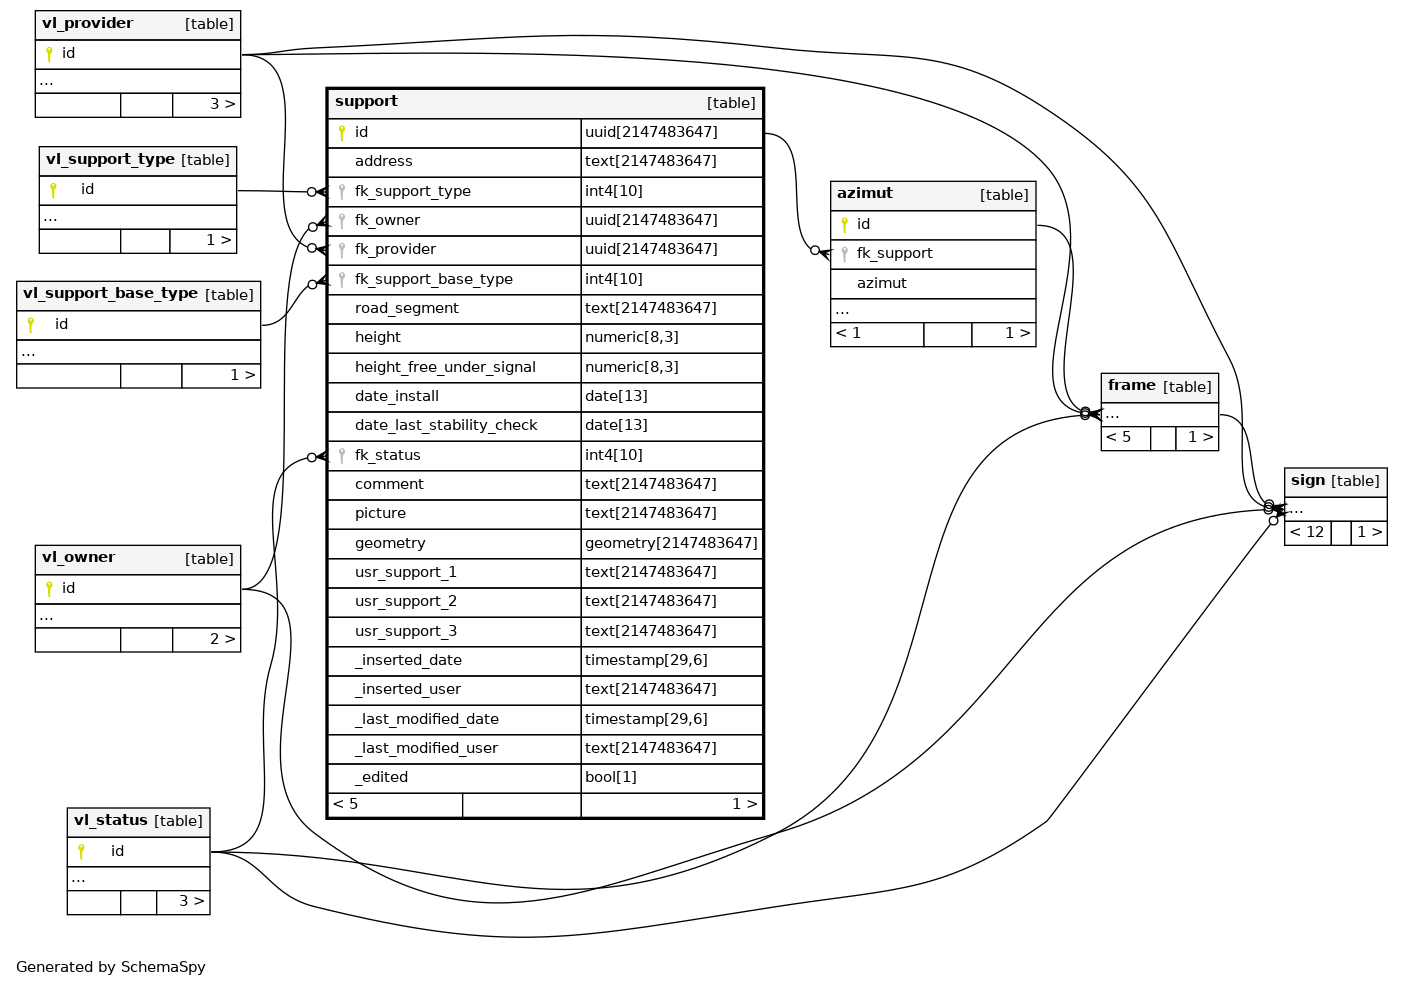 vl_provider [table]
id
...
3 >
vl_support_type [table]
id
...
1 >
vl_support_base_type [table]
id
...
1 >
vl_owner [table]
id
...
2 >
vl_status [table]
id
...
3 >
support [table]
id uuid[2147483647]
address text[2147483647]
fk_support_type int4[10]
fk_owner uuid[2147483647]
fk_provider uuid[2147483647]
fk_support_base_type int4[10]
road_segment text[2147483647]
height numeric[8,3]
height_free_under_signal numeric[8,3]
date_install date[13]
date_last_stability_check date[13]
fk_status int4[10]
comment text[2147483647]
picture text[2147483647]
geometry geometry[2147483647]
usr_support_1 text[2147483647]
usr_support_2 text[2147483647]
usr_support_3 text[2147483647]
_inserted_date timestamp[29,6]
_inserted_user text[2147483647]
_last_modified_date timestamp[29,6]
_last_modified_user text[2147483647]
_edited bool[1]
< 5 1 >
azimut [table]
id
fk_support
azimut
...
< 1 1 >
frame [table]
...
< 5 1 >
sign [table]
...
< 12 1 >
Generated by SchemaSpy